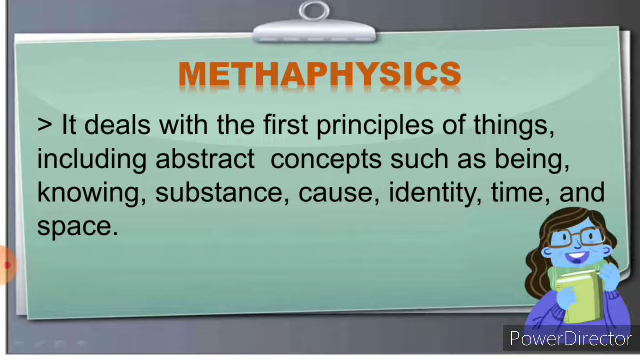 METHAPHYSICS
> It deals with the first principles of things,
including abstract  concepts such as being,
knowing, substance, cause, identity, time, and
space.
PowerDirector